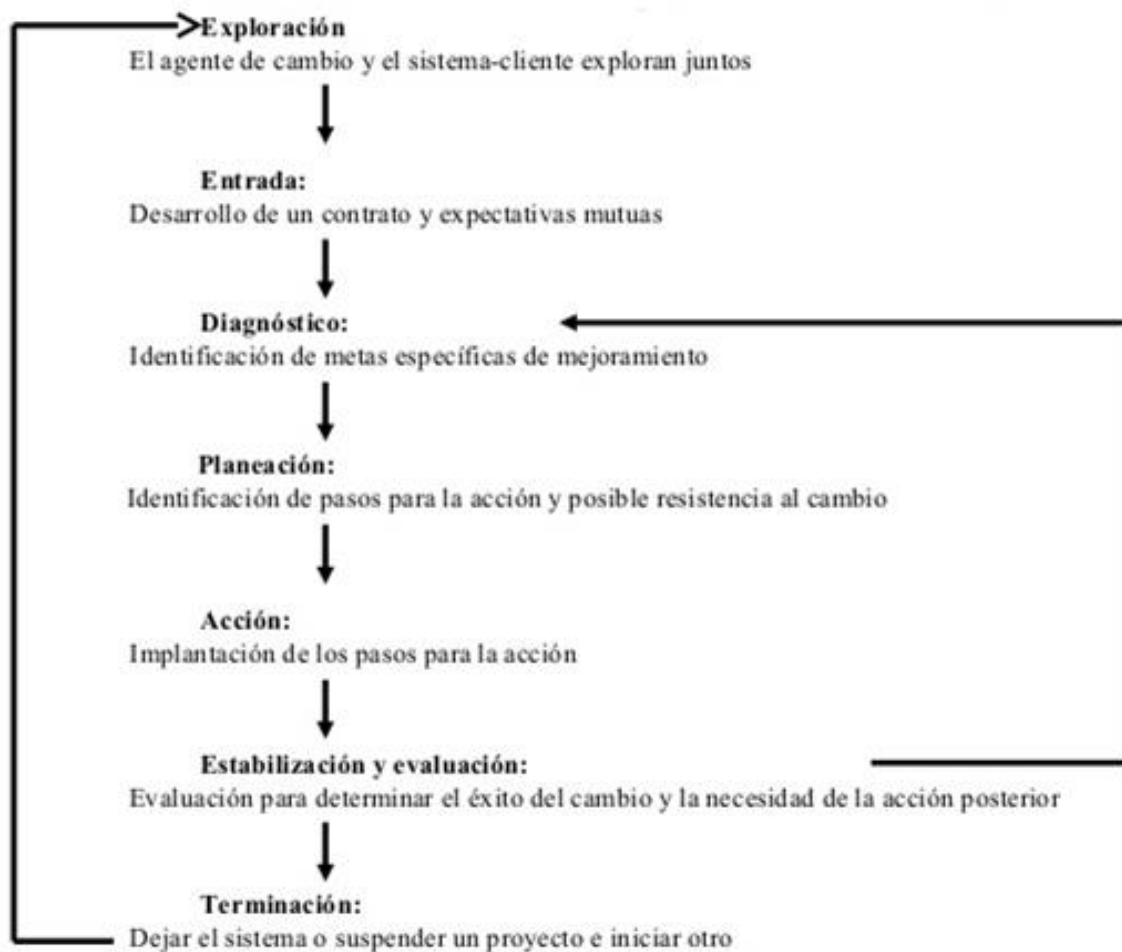 Exploración
El agente de cambio y el sistema-cliente exploran juntos
Entrada:
Desarrollo de un contrato y expectativas mutuas
Diagnóstico:
Identificación de metas específicas de mejoramiento
Planeación:
Identificación de pasos para la acción y posible resistencia al cambio
Acción:
Implantación de los pasos para la acción
Estabilización y evaluación:
Evaluación para determinar el éxito del cambio y la necesidad de la acción posterior
Terminación:
Dejar el sistema o suspender un proyecto e iniciar otro